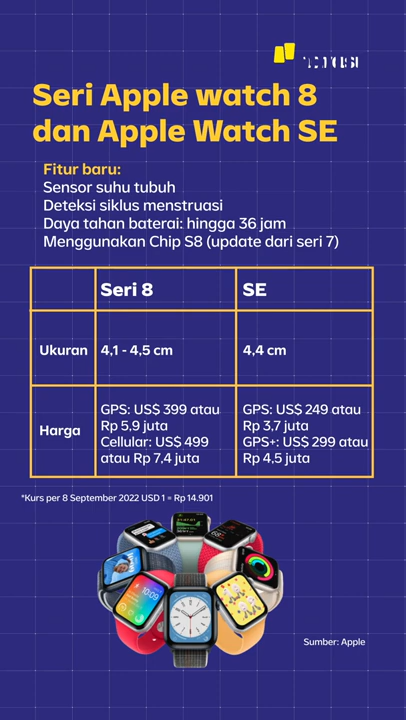 Seri Apple watch 8
dan Apple Watch SE
Fitur baru:
Sensor suhu tubuh
Deteksi siklus menstruasi
Daya tahan baterai: hingga 36 jam
Menggunakan Chip S8 (update dari seri 7)
Seri 8
SE
Ukuran
4,1 - 4,5 cm
4,4 cm
Harga
GPS: US$ 399 atau
Rp 5,9 juta
Cellular: US$ 499
atau Rp 7,4 juta
GPS: US$ 249 atau
Rp 3,7 juta
GPS+: US$ 299 atau
Rp 4,5 juta
*Kurs per 8 September 2022 USD 1 = Rp 14.901
10:09
Sumber: Apple